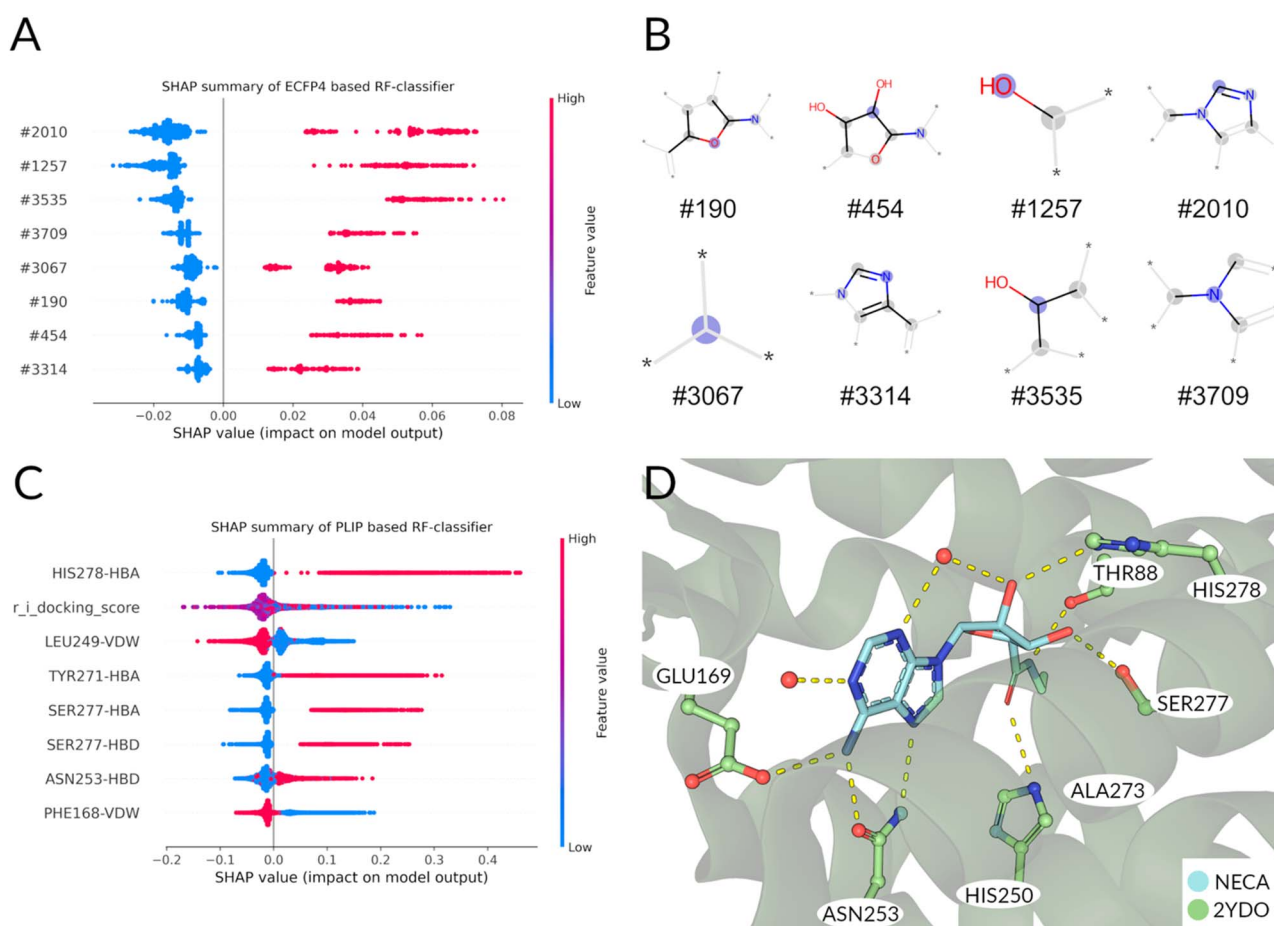 A
SHAP summary of ECFP4 based RF-classifier
High
#2010
#1257
#3535
#3709
#3067
#190
#454
#3314
Feature value
Low
−0.02 0.00 0.02 0.04 0.06 0.08
SHAP value (impact on model output)
B
O N * * * *
#190
OH HO O N * * *
#454
HO * *
*
#1257
N N * * *
#2010
*
* *
#3067
N N * * *
#3314
HO * * * *
#3535
N * * * *
#3709
C
SHAP summary of PLIP based RF-classifier
High
HIS278-HBA
r_i_docking_score
LEU249-VDW
TYR271-HBA
SER277-HBA
SER277-HBD
ASN253-HBD
PHE168-VDW
Feature value
Low
−0.2 −0.1 0.0 0.1 0.2 0.3 0.4
SHAP value (impact on model output)
D
THR88
HIS278
GLU169
SER277
ALA273
HIS250
ASN253
NECA
2YDO